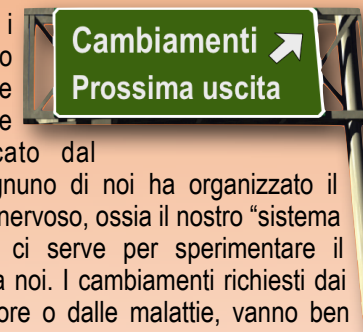 i
Cambiamenti
o
e
Prossima uscita
e
cato dal
gnuno di noi ha organizzato il
nervoso, ossia il nostro “sistema
ci serve per sperimentare il
a noi. I cambiamenti richiesti dai
ore o dalle malattie, vanno ben